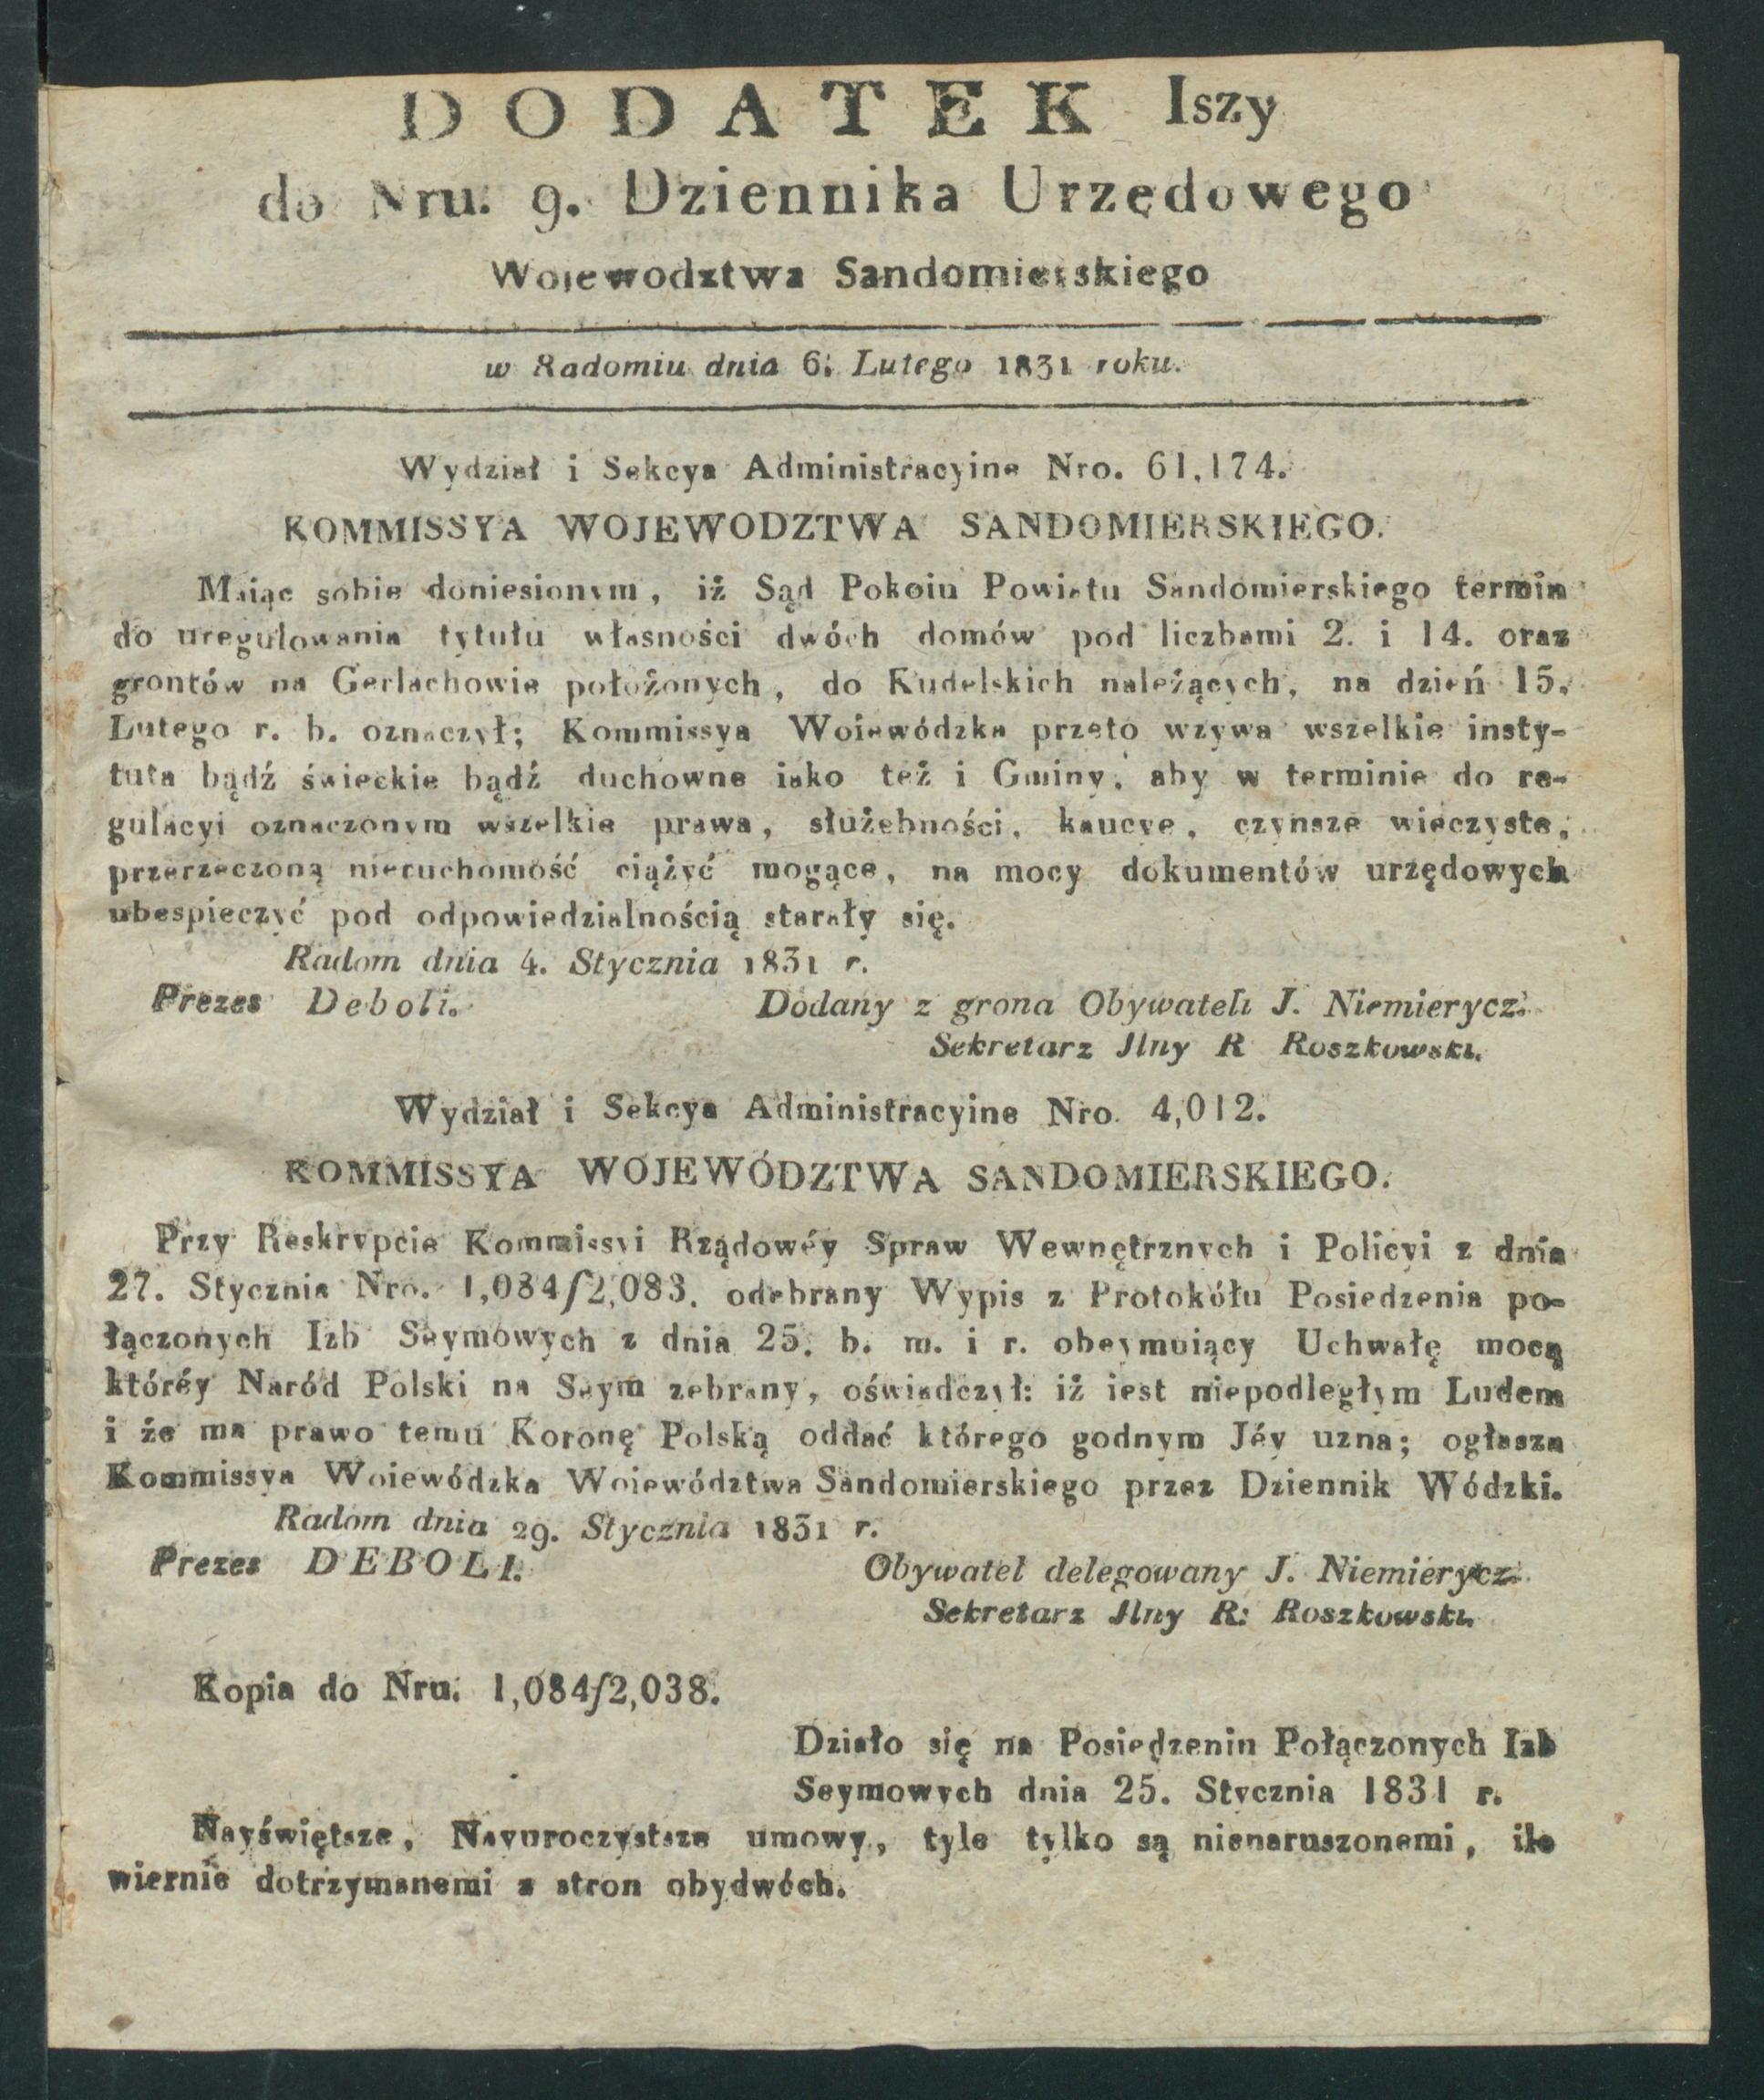 DODATEK Iszy
do Nru. 9. Dziennika Urzędowego
Woiewodztwa Sandomierskiego
w Radomiu dnia 6. Lutego 1831 roku.
Wydział i Sekcya Administracyine Nro. 61,174.
KOMMISSYA WOJEWODZTWA SANDOMIERSKIEGO.
Maiąc sobie doniesionym, iż Sąd Pokoiu Powiatu Sandomierskiego termin
do uregulowania tytułu własności dwóch domów pod liczbami 2. i 14. oraz
grontów na Gerlachowie położonych, do Kudelskich należących, na dzień 15.
Lutego r. b. oznaczył; Kommissya Woiewódzka przeto wzywa wszelkie insty-
tuta bądź świeckie bądź duchowne iako też i Gminy, aby w terminie do re-
gulacyi oznaczonym wszelkie prawa, służebności, kaucye, czynsze wieczyste,
przerzeczoną nieruchomość ciążyć mogące, na mocy dokumentów urzędowych
ubespieczyć pod odpowiedzialnością starały się.
Radom dnia 4. Stycznia 1831 r.
Prezes Deboli. Dodany z grona Obywateli J. Niemierycz.
Sekretarz Jlny R Roszkowski.
Wydział i Sekcya Administracyine Nro. 4,012.
KOMMISSYA WOJEWÓDZTWA SANDOMIERSKIEGO.
Przy Reskrypcie Kommissyi Rządowéy Spraw Wewnętrznych i Policyi z dnia
27. Stycznia Nro. 1,084/2,083. odebrany Wypis z Protokółu Posiedzenia po-
łączonych Izb Seymowych z dnia 25. b. m. i r. obeymuiący Uchwałę mocą
któréy Naród Polski na Seym zebrany, oświadczył: iż iest niepodległym Ludem
i że ma prawo temu Koronę Polską oddać którego godnym Jéy uzna; ogłasza
Kommissya Woiewódzka Woiewództwa Sandomierskiego przez Dziennik Wódzki.
Radom dnia 29. Stycznia 1831 r.
Prezes DEBOLI. Obywatel delegowany J. Niemierycz.
Sekretarz Jlny R: Roszkowski.
Kopia do Nru. 1,084/2,038.
Działo się na Posiedzeniu Połączonych Izb
Seymowych dnia 25. Stycznia 1831 r.
Nayświętsze, Nayuroczystsze umowy, tyle tylko są nienaruszonemi, ile
wiernie dotrzymanemi z stron obydwóch.